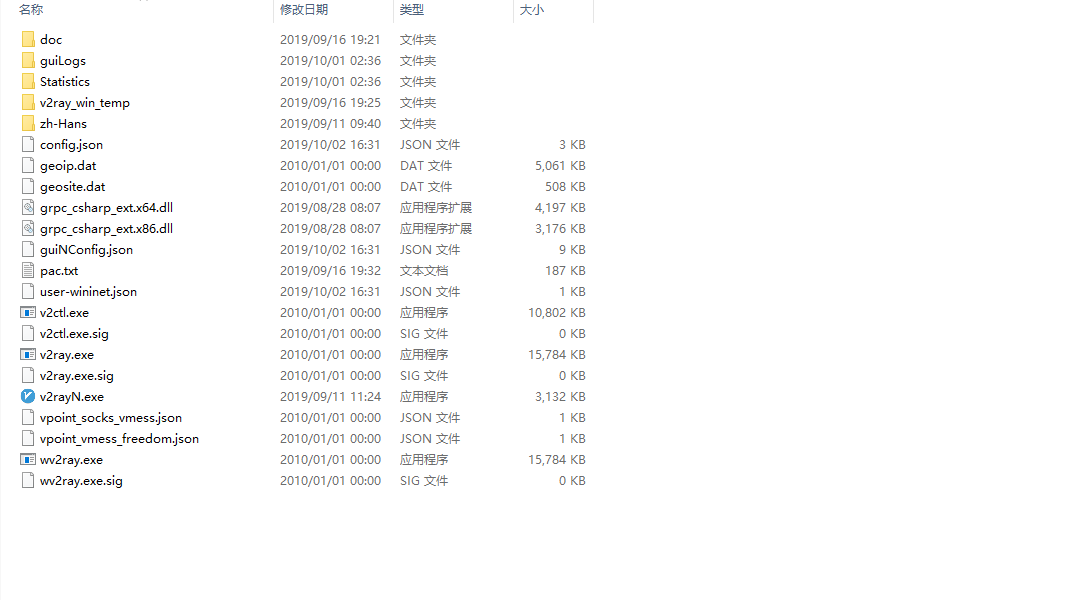 名称 修改日期 类型 大小
doc 2019/09/16 19:21 文件夹
guiLogs 2019/10/01 02:36 文件夹
Statistics 2019/10/01 02:36 文件夹
v2ray_win_temp 2019/09/16 19:25 文件夹
zh-Hans 2019/09/11 09:40 文件夹
config.json 2019/10/02 16:31 JSON 文件 3 KB
geoip.dat 2010/01/01 00:00 DAT 文件 5,061 KB
geosite.dat 2010/01/01 00:00 DAT 文件 508 KB
grpc_csharp_ext.x64.dll 2019/08/28 08:07 应用程序扩展 4,197 KB
grpc_csharp_ext.x86.dll 2019/08/28 08:07 应用程序扩展 3,176 KB
guiNConfig.json 2019/10/02 16:31 JSON 文件 9 KB
pac.txt 2019/09/16 19:32 文本文档 187 KB
user-wininet.json 2019/10/02 16:31 JSON 文件 1 KB
v2ctl.exe 2010/01/01 00:00 应用程序 10,802 KB
v2ctl.exe.sig 2010/01/01 00:00 SIG 文件 0 KB
v2ray.exe 2010/01/01 00:00 应用程序 15,784 KB
v2ray.exe.sig 2010/01/01 00:00 SIG 文件 0 KB
v2rayN.exe 2019/09/11 11:24 应用程序 3,132 KB
vpoint_socks_vmess.json 2010/01/01 00:00 JSON 文件 1 KB
vpoint_vmess_freedom.json 2010/01/01 00:00 JSON 文件 1 KB
wv2ray.exe 2010/01/01 00:00 应用程序 15,784 KB
wv2ray.exe.sig 2010/01/01 00:00 SIG 文件 0 KB